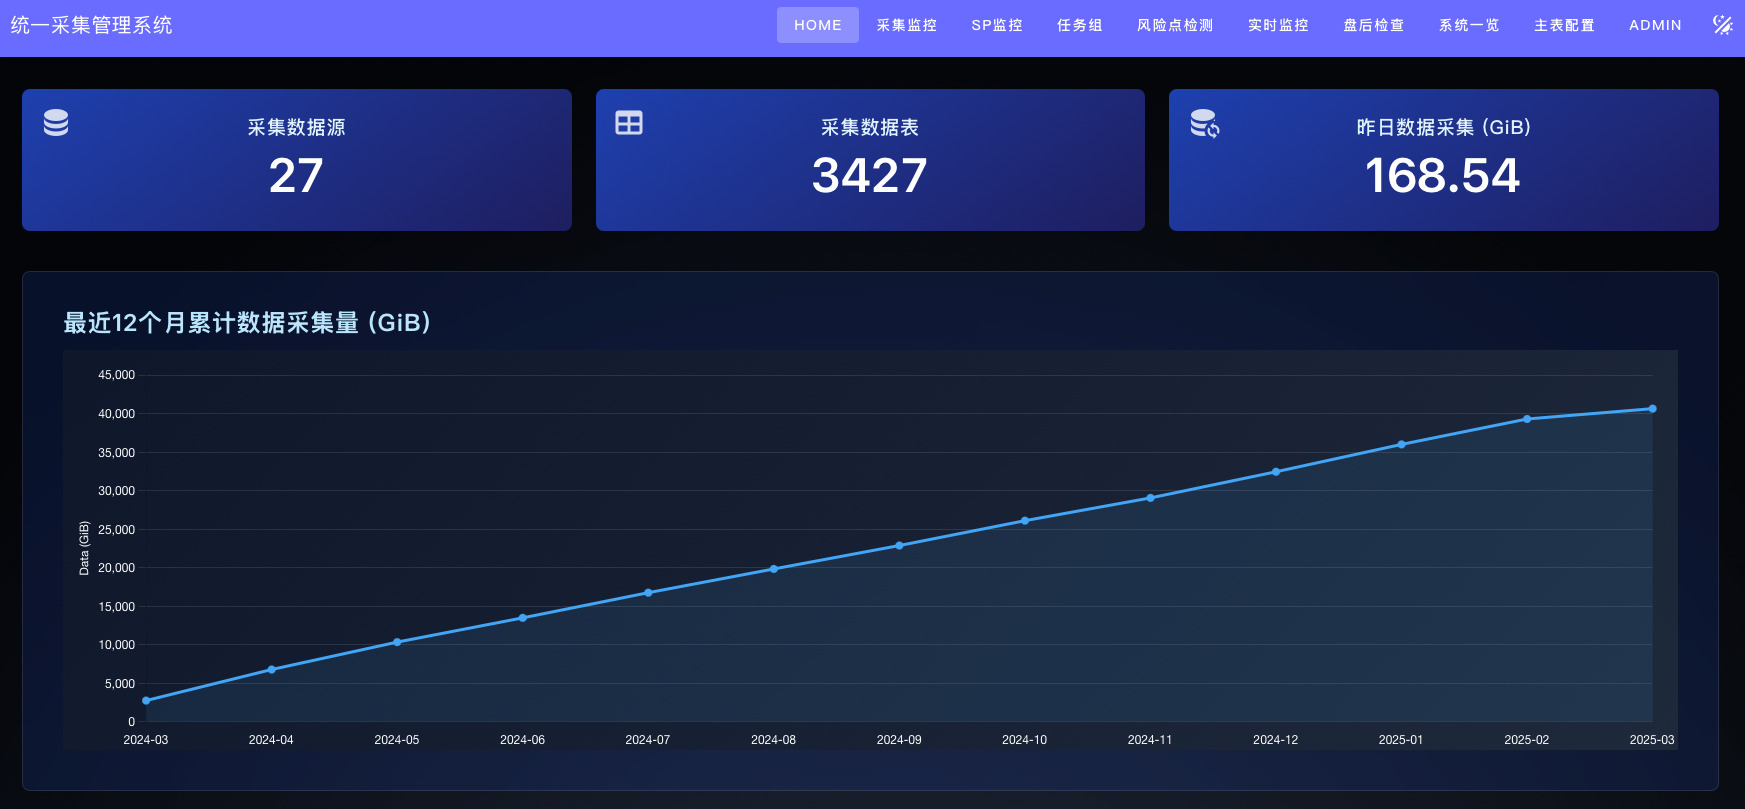 统一采集管理系统
HOME 采集监控 SP监控 任务组 风险点检测 实时监控 盘后检查 系统一览 主表配置 ADMIN
采集数据源
27
采集数据表
3427
昨日数据采集 (GiB)
168.54
最近12个月累计数据采集量 (GiB)
Data (GiB)
45,000
40,000
35,000
30,000
25,000
20,000
15,000
10,000
5,000
0
2024-03 2024-04 2024-05 2024-06 2024-07 2024-08 2024-09 2024-10 2024-11 2024-12 2025-01 2025-02 2025-03